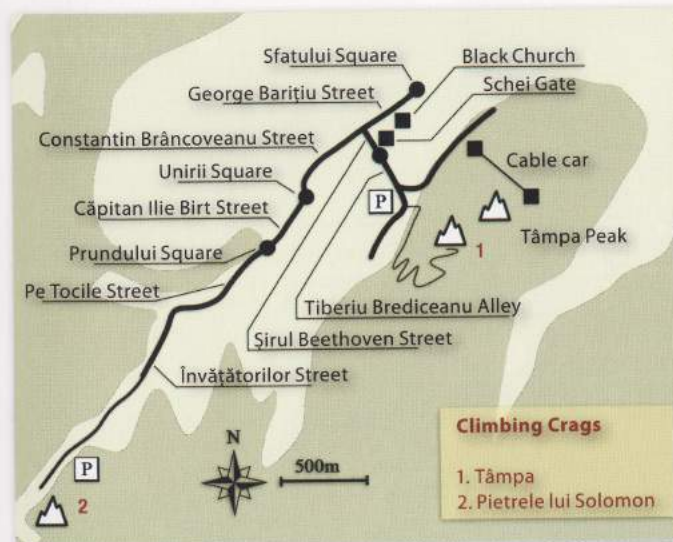 Sfatului Square
Black Church
George Barițiu Street
Schei Gate
Constantin Brâncoveanu Street
Cable car
Unirii Square
P
Căpitan Ilie Birt Street
1
Tâmpa Peak
Prundului Square
Pe Tocile Street
Tiberiu Brediceanu Alley
Șirul Beethoven Street
Învățătorilor Street
P
2
N
500m
Climbing Crags
1. Tâmpa
2. Pietrele lui Solomon